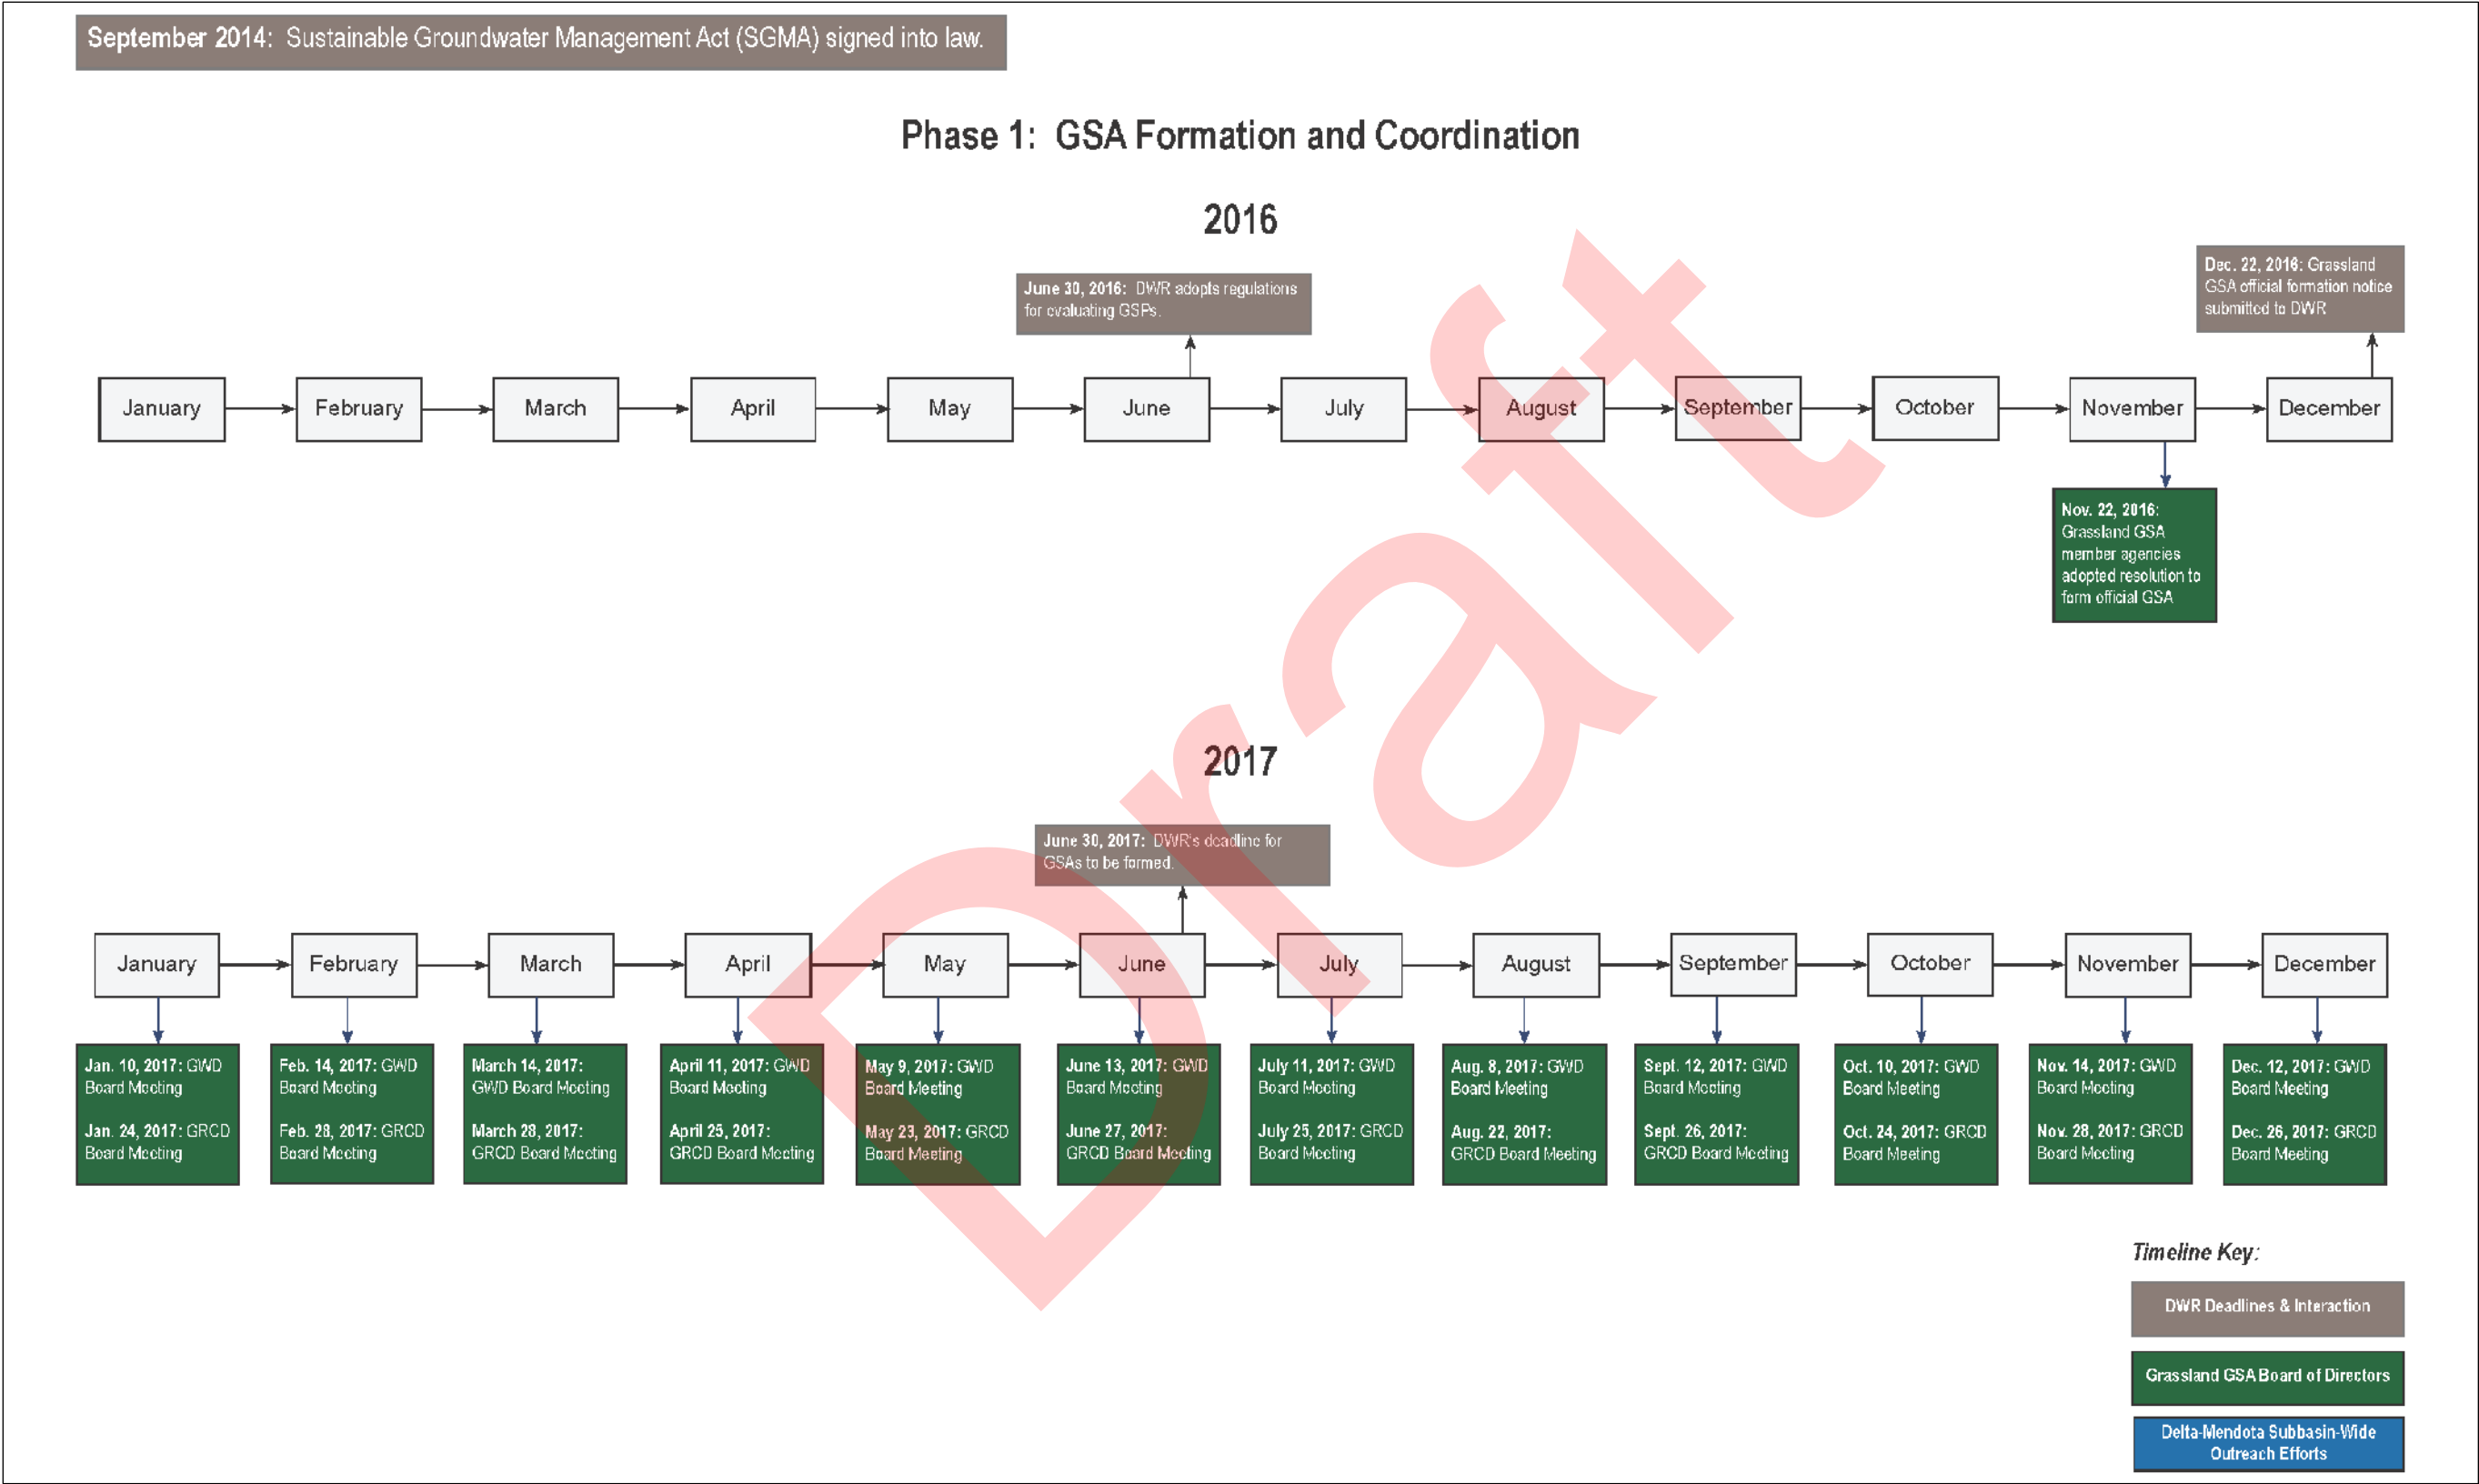 September 2014: Sustainable Groundwater Management Act (SGMA) signed into law.
Phase 1: GSA Formation and Coordination
2016
June 30, 2016: DWR adopts regulations
for evaluating GSPs.
Dec. 22, 2016: Grassland
GSA official formation notice
submitted to DWR
January
February
March
April
May
June
July
August
September
October
November
December
Nov. 22, 2016:
Grassland GSA
member agencies
adopted resolution to
form official GSA
2017
June 30, 2017: DWR's deadline for
GSAs to be formed.
January
February
March
April
May
June
July
August
September
October
November
December
Jan. 10, 2017: GWD
Board Meeting
Jan. 24, 2017: GRCD
Board Meeting
Feb. 14, 2017: GWD
Board Meeting
Feb. 28, 2017: GRCD
Board Meeting
March 14, 2017:
GWD Board Meeting
March 28, 2017:
GRCD Board Meeting
April 11, 2017: GWD
Board Meeting
April 25, 2017:
GRCD Board Meeting
May 9, 2017: GWD
Board Meeting
May 23, 2017: GRCD
Board Meeting
June 13, 2017: GWD
Board Meeting
June 27, 2017:
GRCD Board Meeting
July 11, 2017: GWD
Board Meeting
July 25, 2017: GRCD
Board Meeting
Aug. 8, 2017: GWD
Board Meeting
Aug. 22, 2017:
GRCD Board Meeting
Sept. 12, 2017: GWD
Board Meeting
Sept. 26, 2017:
GRCD Board Meeting
Oct. 10, 2017: GWD
Board Meeting
Oct. 24, 2017: GRCD
Board Meeting
Nov. 14, 2017: GWD
Board Meeting
Nov. 28, 2017: GRCD
Board Meeting
Dec. 12, 2017: GWD
Board Meeting
Dec. 26, 2017: GRCD
Board Meeting
Timeline Key:
DWR Deadlines & Interaction
Grassland GSA Board of Directors
Delta-Mendota Subbasin-Wide
Outreach Efforts
Draft